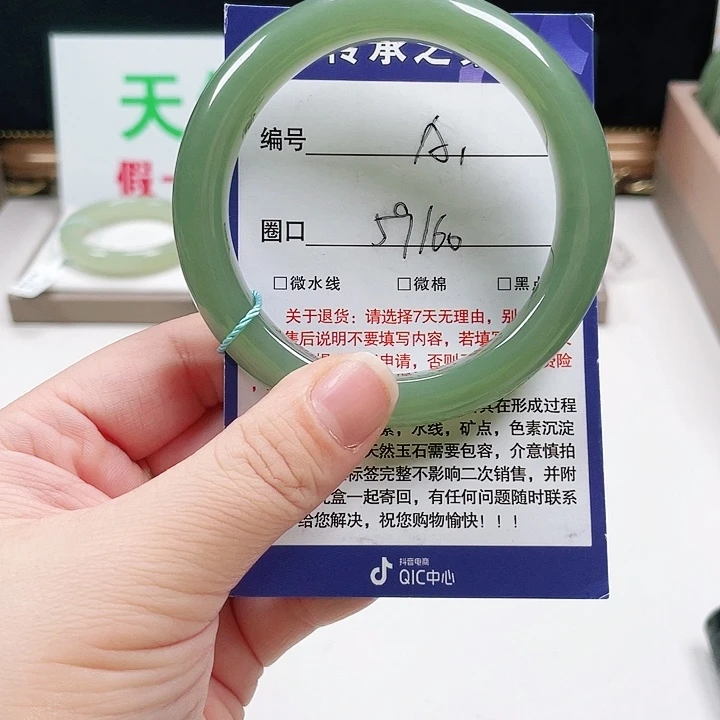 传承之
天
假一
编号 A1
圈口 59/60
□微水线 □微棉 □黑点
关于退货：请选择7天无理由，别
售后说明不要填写内容，若填写
申请，否则
险
其在形成过程
，水线，矿点，色素沉淀
天然玉石需要包容，介意慎拍
标签完整不影响二次销售，并附
盒一起寄回，有任何问题随时联系
给您解决，祝您购物愉快！！！
抖音电商
QIC中心